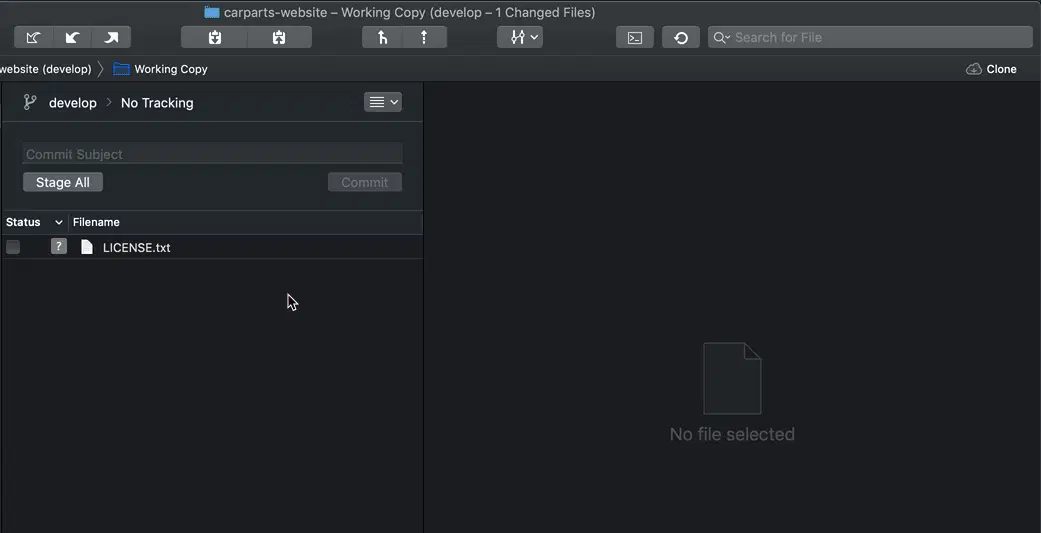 carparts-website – Working Copy (develop – 1 Changed Files)
Search for File
website (develop) Working Copy Clone
develop No Tracking
Commit Subject
Stage All Commit
Status Filename
? LICENSE.txt
No file selected